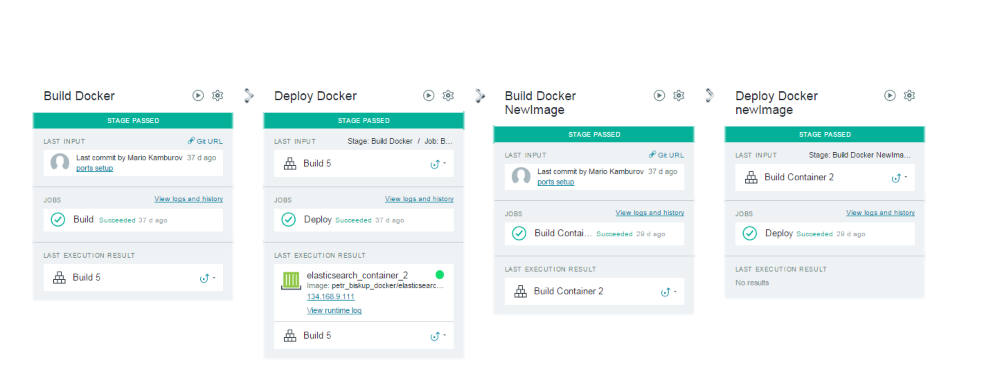 Build Docker
STAGE PASSED
LAST INPUT Git URL
Last commit by Mario Kamburov 37 d ago
ports setup
JOBS View logs and history
Build Succeeded 37 d ago
LAST EXECUTION RESULT
Build 5
Deploy Docker
STAGE PASSED
LAST INPUT Stage: Build Docker / Job: B...
Build 5
JOBS View logs and history
Deploy Succeeded 37 d ago
LAST EXECUTION RESULT
elasticsearch_container_2
Image: petr_biskup_docker/elasticsearc...
134.168.9.111
View runtime log
Build 5
Build Docker
NewImage
STAGE PASSED
LAST INPUT Git URL
Last commit by Mario Kamburov 37 d ago
ports setup
JOBS View logs and history
Build Contai... Succeeded 29 d ago
LAST EXECUTION RESULT
Build Container 2
Deploy Docker
newImage
STAGE PASSED
LAST INPUT Stage: Build Docker NewIma...
Build Container 2
JOBS View logs and history
Deploy Succeeded 29 d ago
LAST EXECUTION RESULT
No results